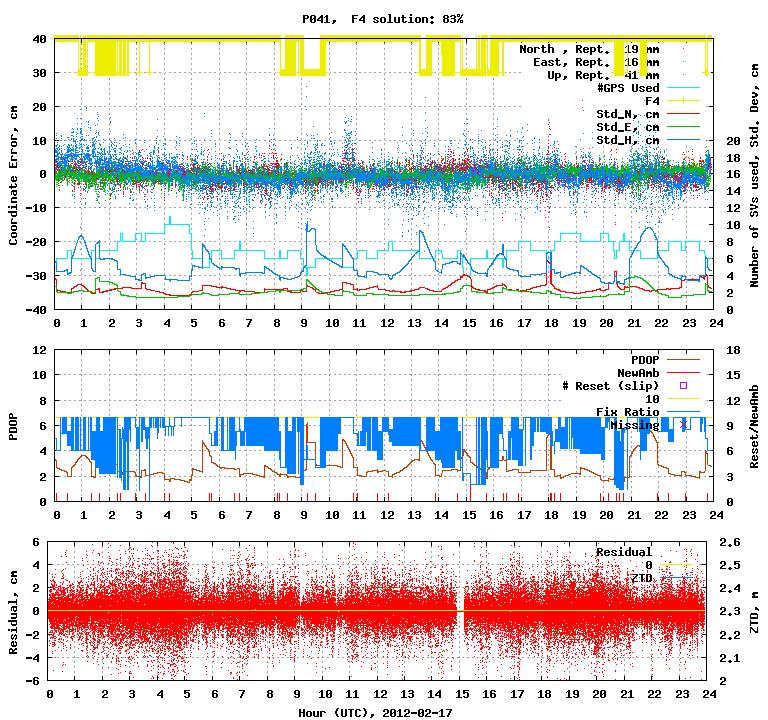 P041, F4 solution: 83%
North , Rept. 19 mm
East, Rept. 16 mm
Up, Rept. 41 mm
#GPS Used
F4
Std_N, cm
Std_E, cm
Std_H, cm
Coordinate Error, cm
40
30
20
10
0
-10
-20
-30
-40
Number of SVs used, Std. Dev, cm
20
18
16
14
12
10
8
6
4
2
0
0 1 2 3 4 5 6 7 8 9 10 11 12 13 14 15 16 17 18 19 20 21 22 23 24
PDOP
NewAmb
# Reset (slip)
10
Fix Ratio
Missing
PDOP
12
10
8
6
4
2
0
Reset/NewAmb
18
15
12
9
6
3
0
0 1 2 3 4 5 6 7 8 9 10 11 12 13 14 15 16 17 18 19 20 21 22 23 24
Residual
0
ZTD
Residual, cm
6
4
2
0
-2
-4
-6
ZTD, m
2.6
2.5
2.4
2.3
2.2
2.1
2
0 1 2 3 4 5 6 7 8 9 10 11 12 13 14 15 16 17 18 19 20 21 22 23 24
Hour (UTC), 2012-02-17